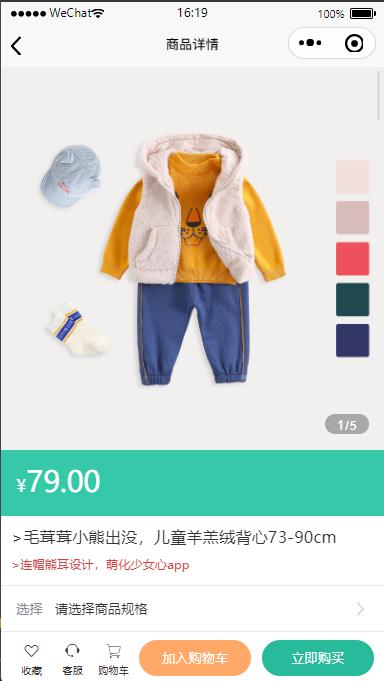 WeChat
16:19
100%
商品详情
1/5
¥79.00
>毛茸茸小熊出没，儿童羊羔绒背心73-90cm
>连帽熊耳设计，萌化少女心app
选择 请选择商品规格
收藏
客服
购物车
加入购物车
立即购买